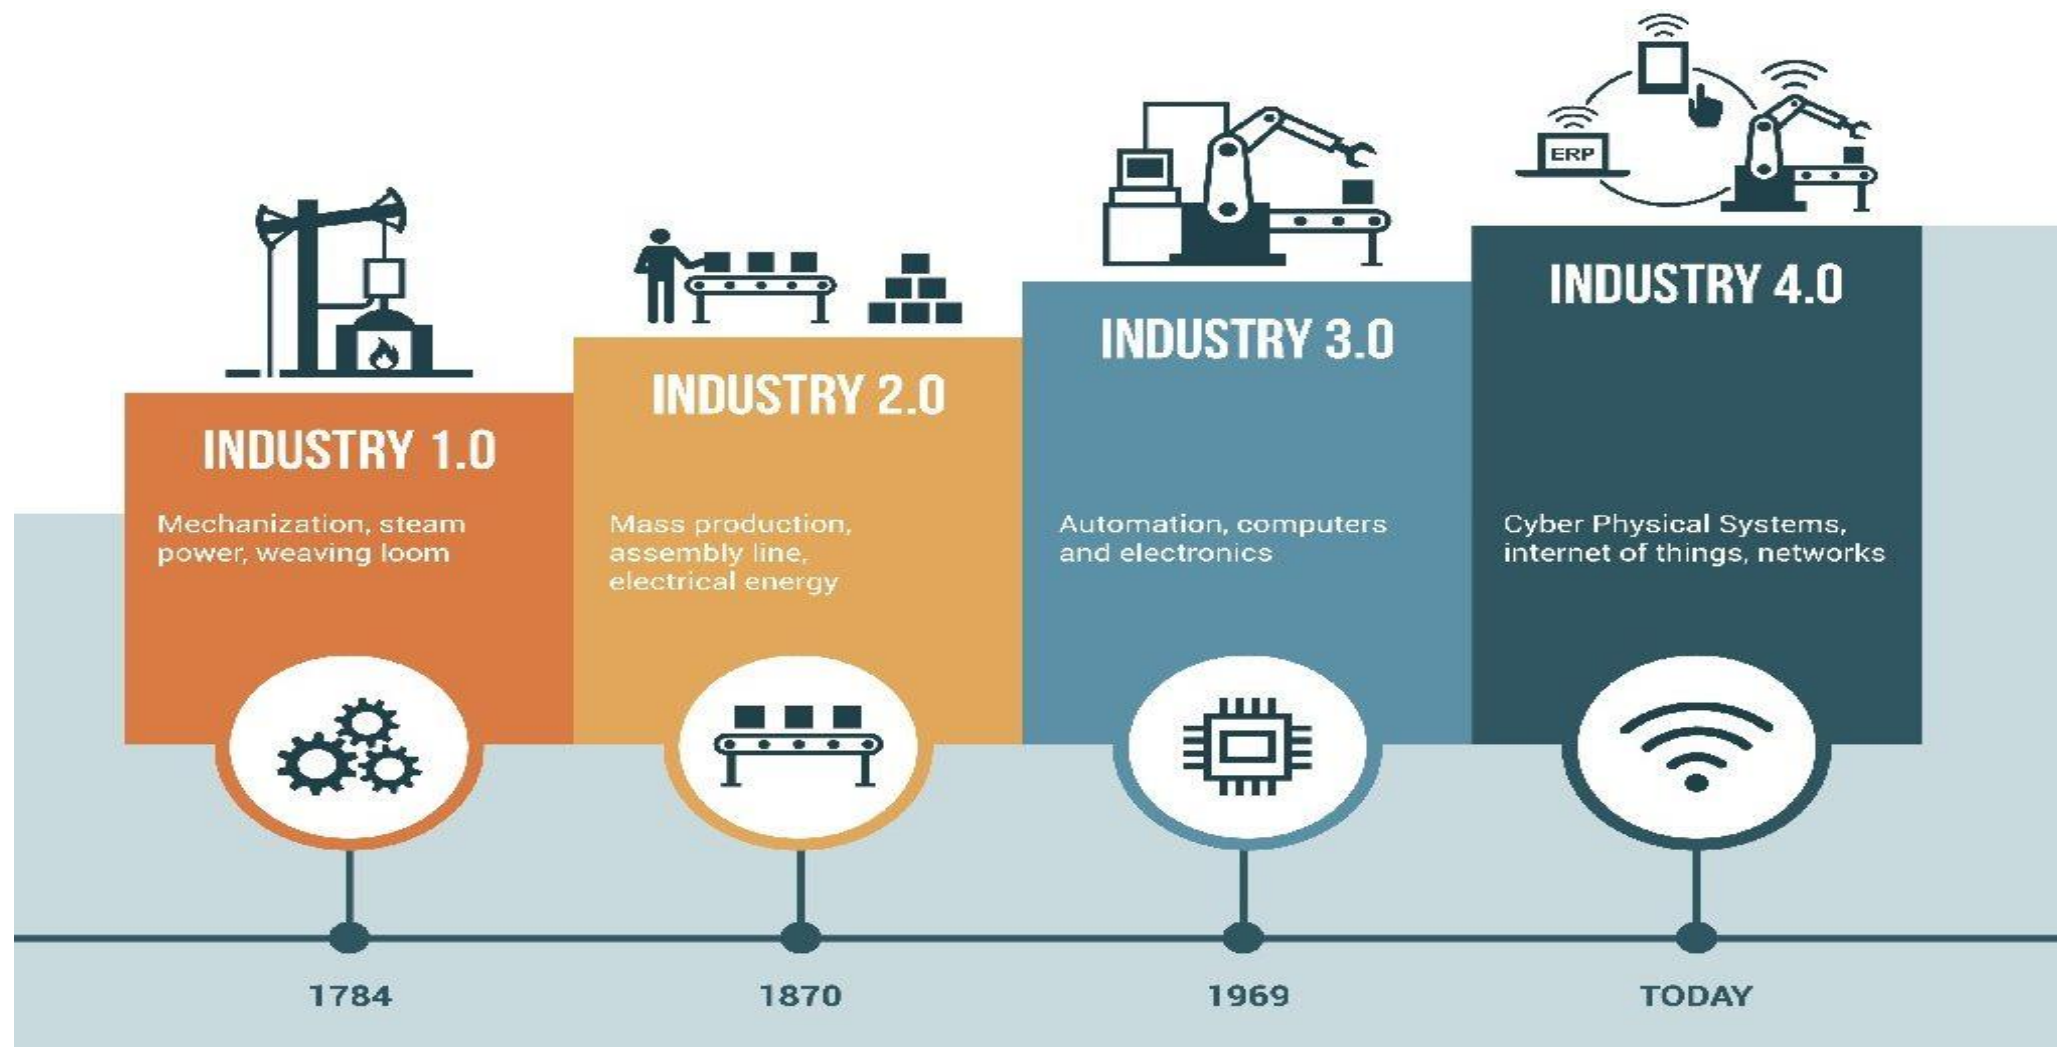 INDUSTRY 1.0
Mechanization, steam
power, weaving loom
1784
INDUSTRY 2.0
Mass production,
assembly line,
electrical energy
1870
INDUSTRY 3.0
Automation, computers
and electronics
1969
ERP
INDUSTRY 4.0
Cyber Physical Systems,
internet of things, networks
TODAY